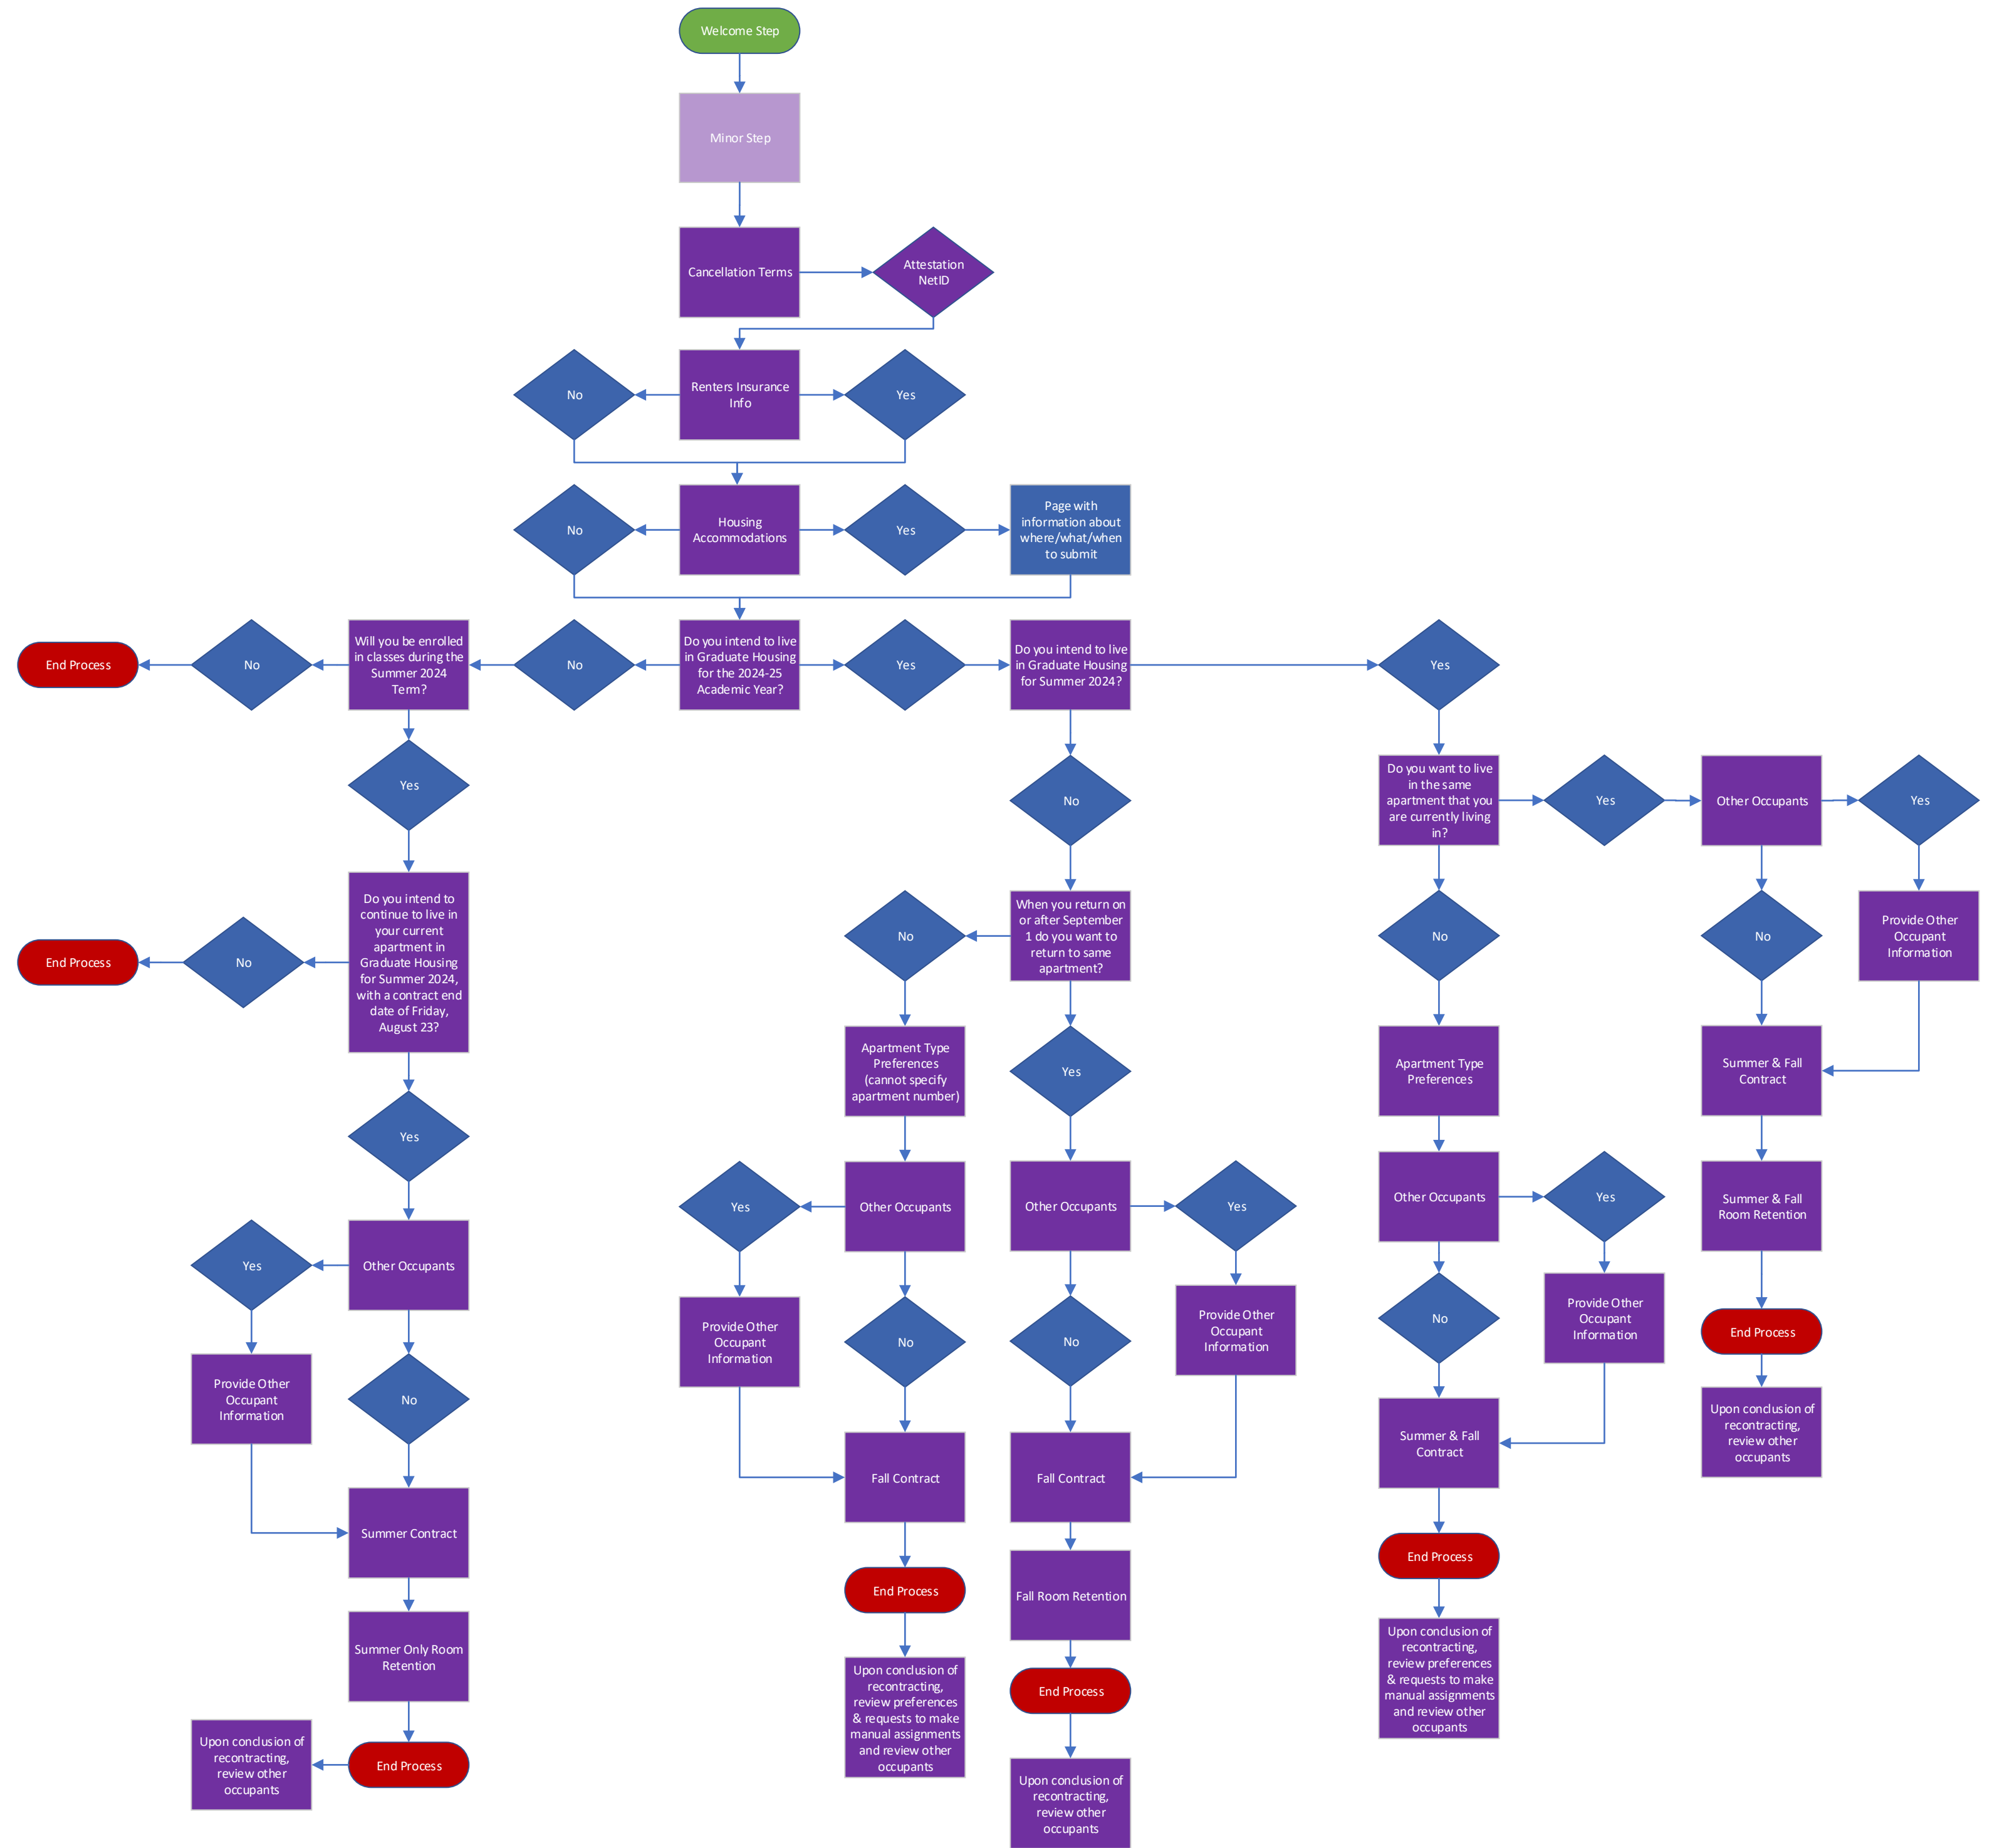 Welcome Step
Minor Step
Cancellation Terms
Attestation
NetID
No
Renters Insurance
Info
Yes
No
Housing
Accommodations
Yes
Page with
information about
where/what/when
to submit
End Process
No
Will you be enrolled
in classes during the
Summer 2024
Term?
No
Do you intend to live
in Graduate Housing
for the 2024-25
Academic Year?
Yes
Do you intend to live
in Graduate Housing
for Summer 2024?
Yes
Yes
No
Do you want to live
in the same
apartment that you
are currently living
in?
Yes
Other Occupants
Yes
End Process
No
Do you intend to
continue to live in
your current
apartment in
Graduate Housing
for Summer 2024,
with a contract end
date of Friday,
August 23?
No
When you return on
or after September
1 do you want to
return to same
apartment?
No
No
Provide Other
Occupant
Information
Apartment Type
Preferences
(cannot specify
apartment number)
Yes
Apartment Type
Preferences
Summer & Fall
Contract
Yes
Yes
Other Occupants
Other Occupants
Yes
Other Occupants
Yes
Summer & Fall
Room Retention
Yes
Other Occupants
Provide Other
Occupant
Information
No
No
Provide Other
Occupant
Information
No
Provide Other
Occupant
Information
End Process
Provide Other
Occupant
Information
No
Fall Contract
Fall Contract
Summer & Fall
Contract
Upon conclusion of
recontracting,
review other
occupants
Summer Contract
End Process
Fall Room Retention
End Process
Summer Only Room
Retention
Upon conclusion of
recontracting,
review preferences
& requests to make
manual assignments
and review other
occupants
End Process
Upon conclusion of
recontracting,
review preferences
& requests to make
manual assignments
and review other
occupants
Upon conclusion of
recontracting,
review other
occupants
End Process
Upon conclusion of
recontracting,
review other
occupants